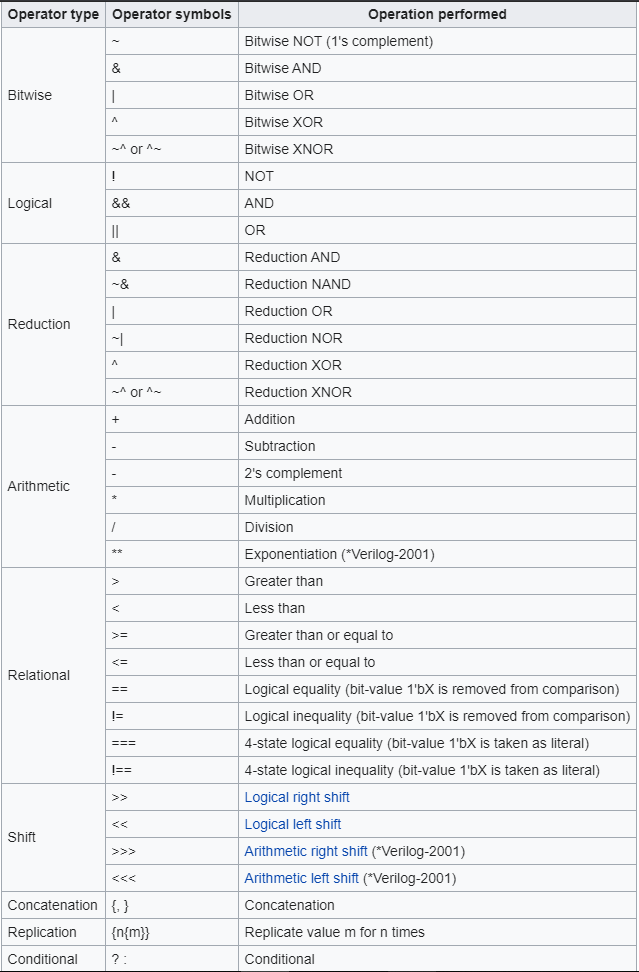 Operator type Operator symbols Operation performed
Bitwise
~ Bitwise NOT (1's complement)
& Bitwise AND
| Bitwise OR
^ Bitwise XOR
~^ or ^~ Bitwise XNOR
Logical
! NOT
&& AND
|| OR
Reduction
& Reduction AND
~& Reduction NAND
| Reduction OR
~| Reduction NOR
^ Reduction XOR
~^ or ^~ Reduction XNOR
Arithmetic
+ Addition
- Subtraction
- 2's complement
* Multiplication
/ Division
** Exponentiation (*Verilog-2001)
Relational
> Greater than
< Less than
>= Greater than or equal to
<= Less than or equal to
== Logical equality (bit-value 1'bX is removed from comparison)
!= Logical inequality (bit-value 1'bX is removed from comparison)
=== 4-state logical equality (bit-value 1'bX is taken as literal)
!== 4-state logical inequality (bit-value 1'bX is taken as literal)
Shift
>> Logical right shift
<< Logical left shift
>>> Arithmetic right shift (*Verilog-2001)
<<< Arithmetic left shift (*Verilog-2001)
Concatenation {, } Concatenation
Replication {n{m}} Replicate value m for n times
Conditional ? : Conditional